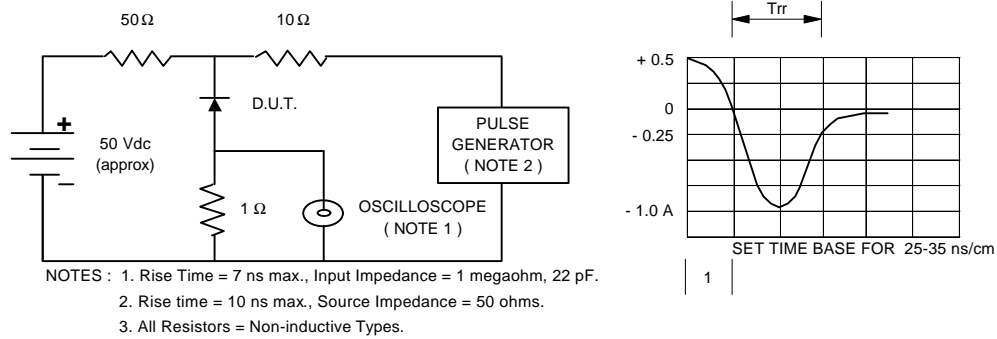 50 Ω
10 Ω
D.U.T.
+
50 Vdc
(approx)
−
1 Ω
OSCILLOSCOPE
( NOTE 1 )
PULSE
GENERATOR
( NOTE 2 )
NOTES : 1. Rise Time = 7 ns max., Input Impedance = 1 megaohm, 22 pF.
2. Rise time = 10 ns max., Source Impedance = 50 ohms.
3. All Resistors = Non-inductive Types.
Trr
+ 0.5
0
- 0.25
- 1.0 A
SET TIME BASE FOR 25-35 ns/cm
1